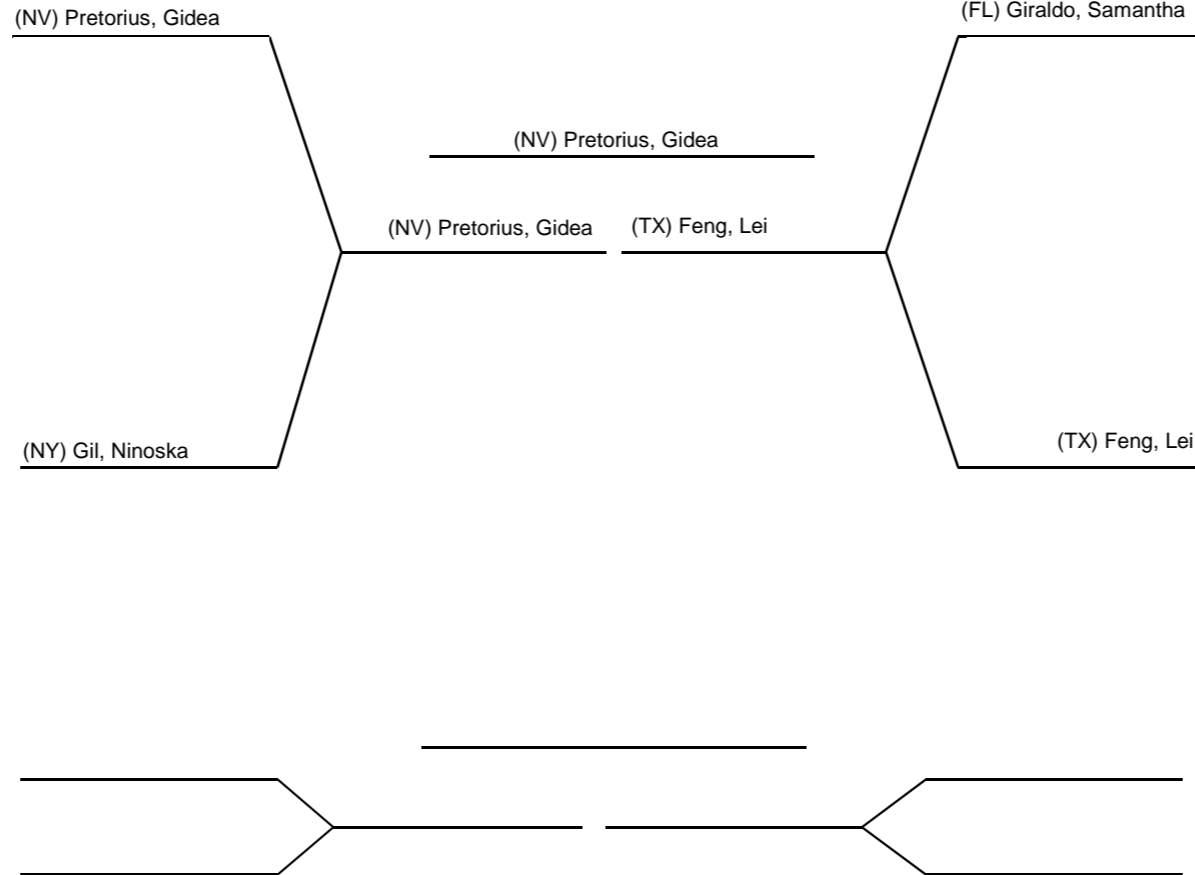 (NV) Pretorius, Gidea
(FL) Giraldo, Samantha
(NV) Pretorius, Gidea
(NV) Pretorius, Gidea
(TX) Feng, Lei
(NY) Gil, Ninoska
(TX) Feng, Lei